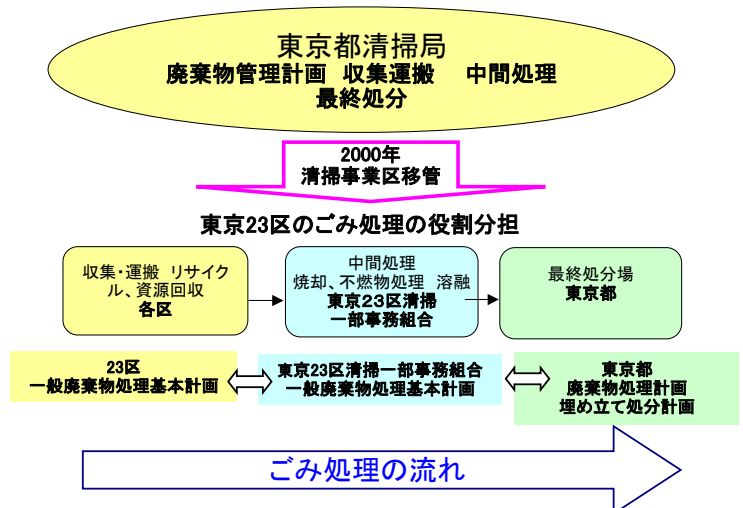 東京都清掃局
廃棄物管理計画 収集運搬 中間処理
最終処分
2000年
清掃事業区移管
東京23区のごみ処理の役割分担
収集・運搬 リサイク
ル、資源回収
各区
中間処理
焼却、不燃物処理 溶融
東京23区清掃
一部事務組合
最終処分場
東京都
23区
一般廃棄物処理基本計画
東京23区清掃一部事務組合
一般廃棄物処理基本計画
東京都
廃棄物処理計画
埋め立て処分計画
ごみ処理の流れ